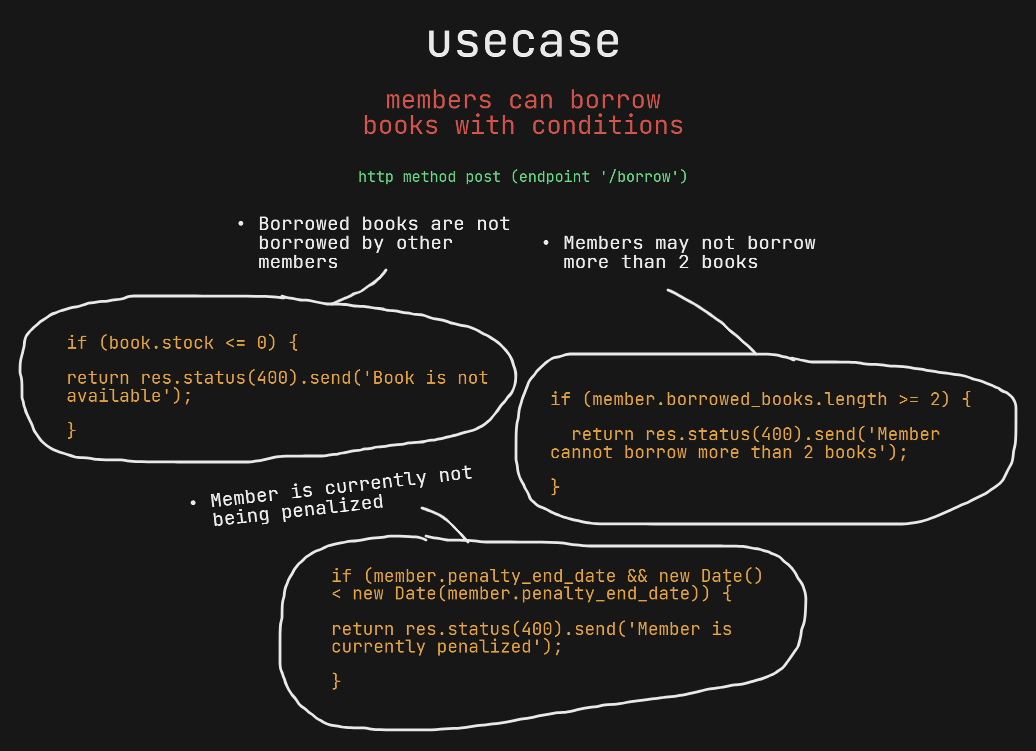 usecase
members can borrow
books with conditions
http method post (endpoint '/borrow')
• Borrowed books are not
borrowed by other
members
• Members may not borrow
more than 2 books
if (book.stock <= 0) {
return res.status(400).send('Book is not
available');
}
if (member.borrowed_books.length >= 2) {
return res.status(400).send('Member
cannot borrow more than 2 books');
}
• Member is currently not
being penalized
if (member.penalty_end_date && new Date()
< new Date(member.penalty_end_date)) {
return res.status(400).send('Member is
currently penalized');
}